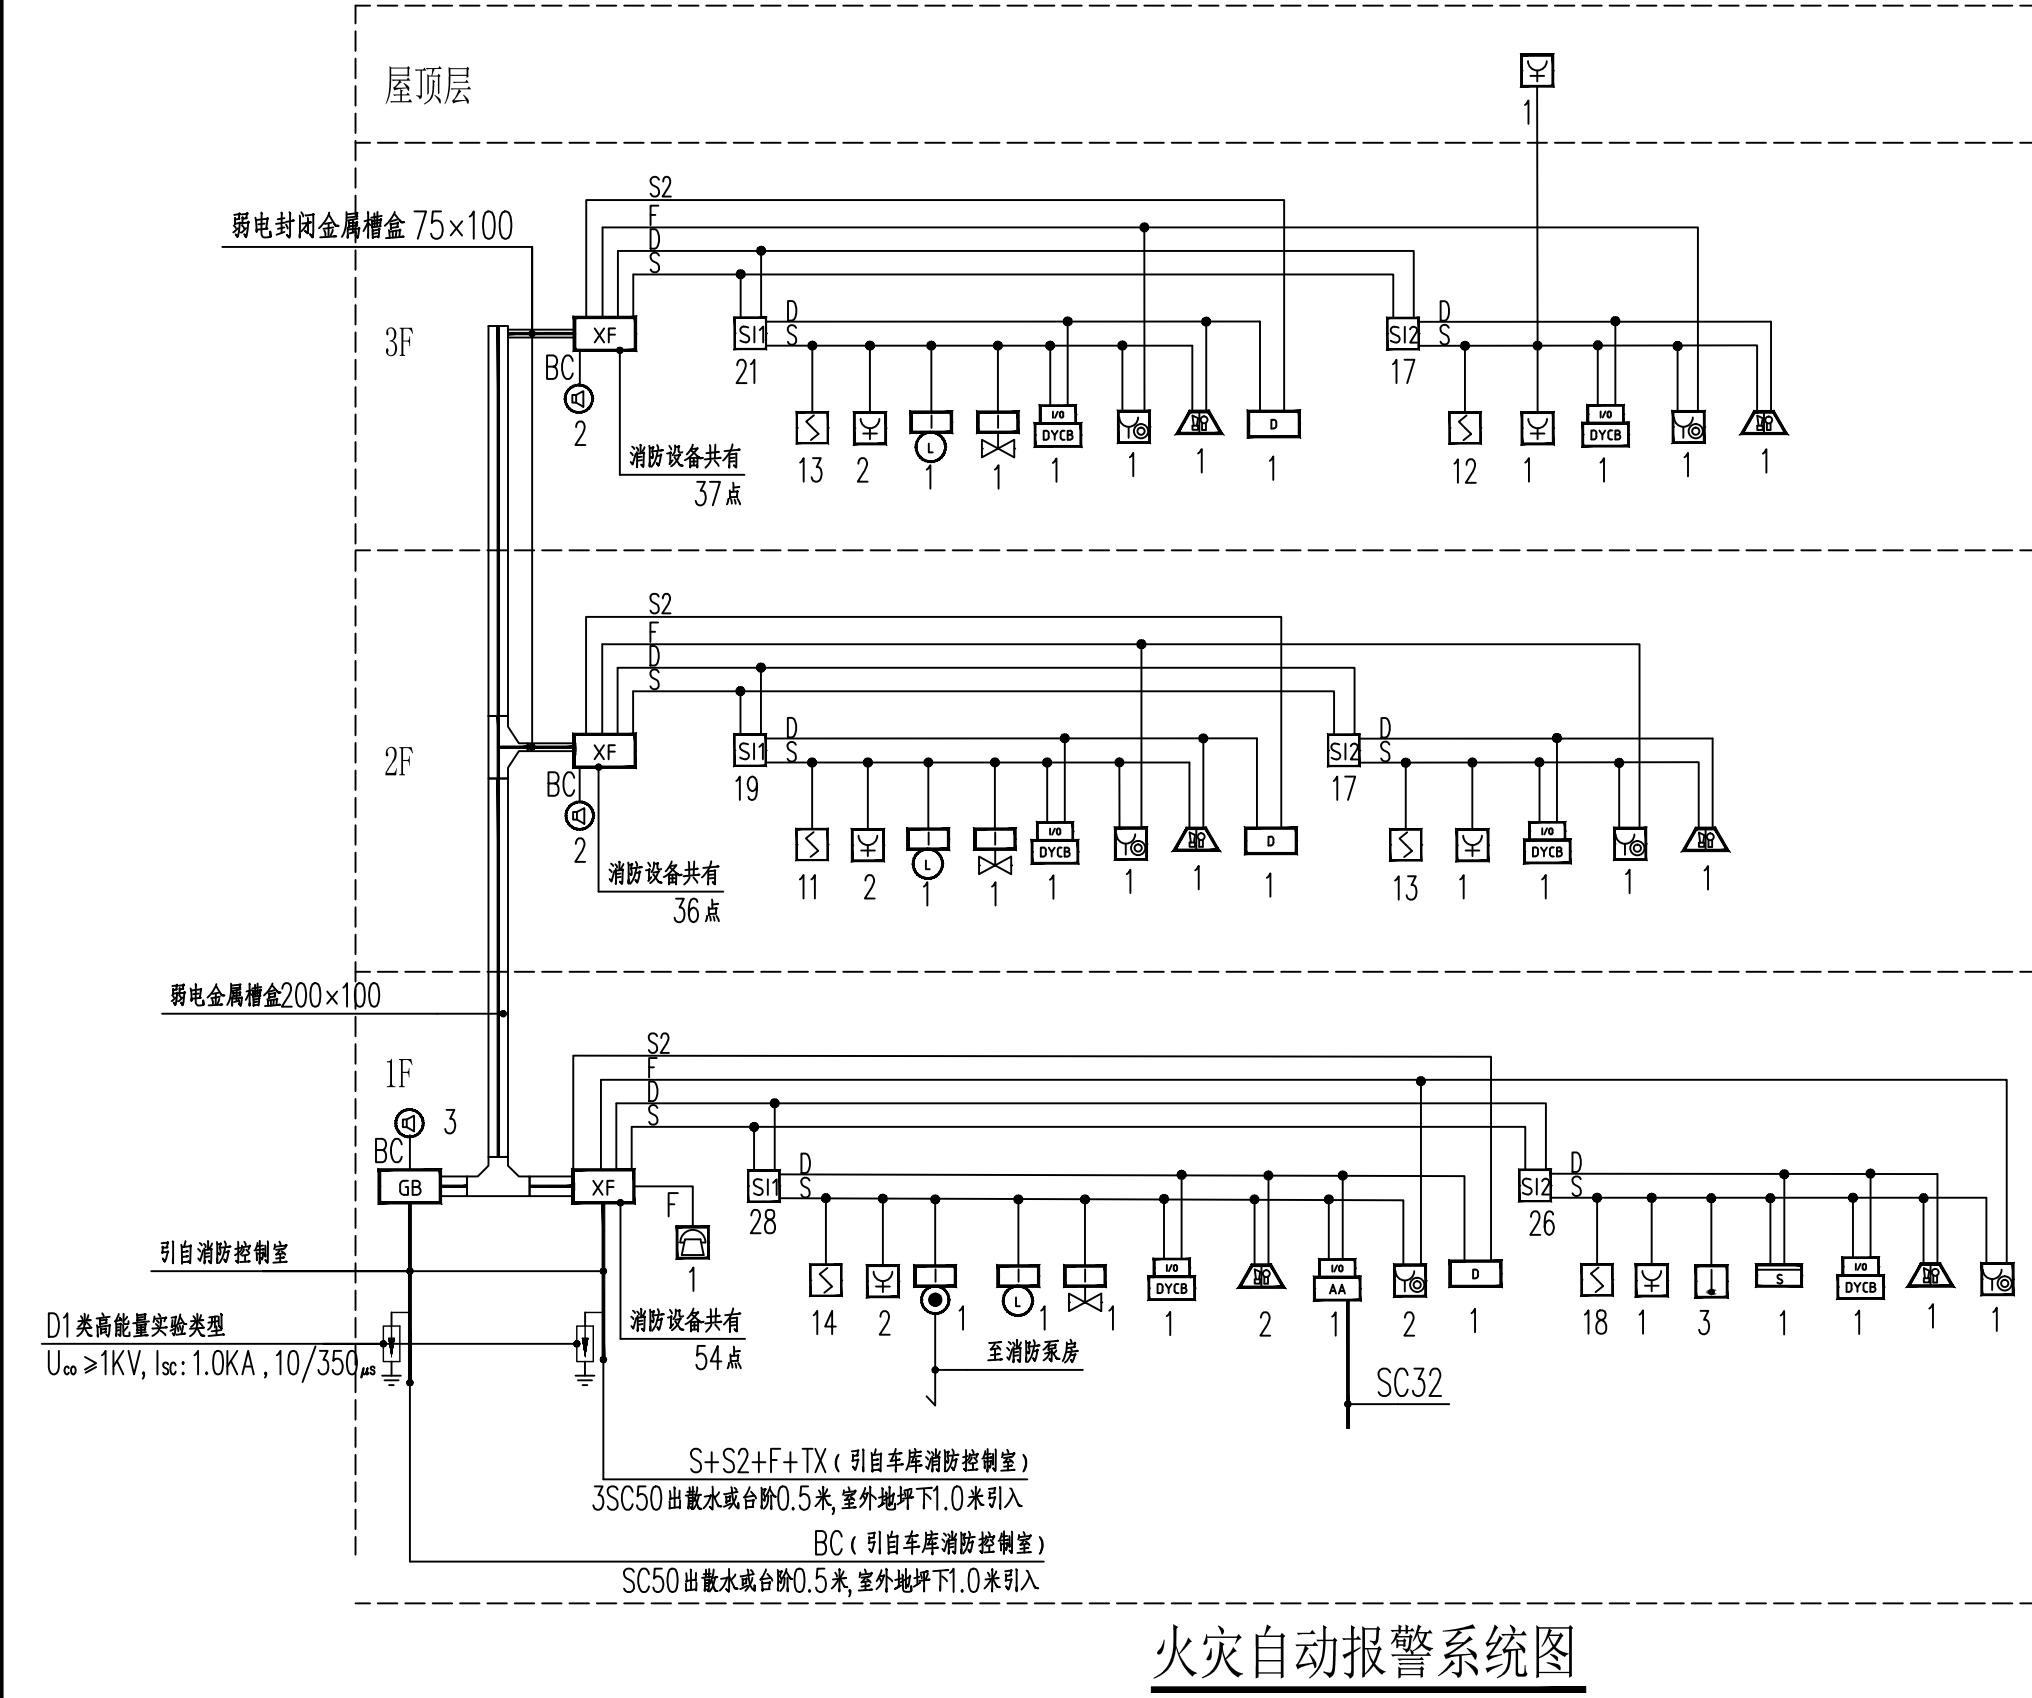 屋顶层
1
S2
F
D
S
弱电封闭金属槽盒 75×100
3F
XF
BC
2
消防设备共有
37点
SI1
21
D
S
I/O
L
DYCB
D
13 2 1 1 1 1 1 1
SI2
17
D
S
I/O
DYCB
12 1 1 1 1
S2
F
D
S
2F
XF
BC
2
消防设备共有
36点
SI1
19
D
S
I/O
L
DYCB
D
11 2 1 1 1 1 1 1
SI2
17
D
S
I/O
DYCB
13 1 1 1 1
弱电金属槽盒200×100
1F
S2
F
D
S
3
BC
GB
XF
F
1
消防设备共有
54点
SI1
28
D
S
L
I/O
DYCB
I/O
AA
D
14 2 1 1 1 1 2 1 2 1
SI2
26
D
S
S
I/O
DYCB
18 1 3 1 1 1 1
引自消防控制室
D1类高能量实验类型
Uco⩾1KV, Isc: 1.0KA , 10/350μs
至消防泵房
SC32
S+S2+F+TX（引自车库消防控制室）
3SC50出散水或台阶0.5米,室外地坪下1.0米引入
BC（引自车库消防控制室）
SC50出散水或台阶0.5米,室外地坪下1.0米引入
火灾自动报警系统图